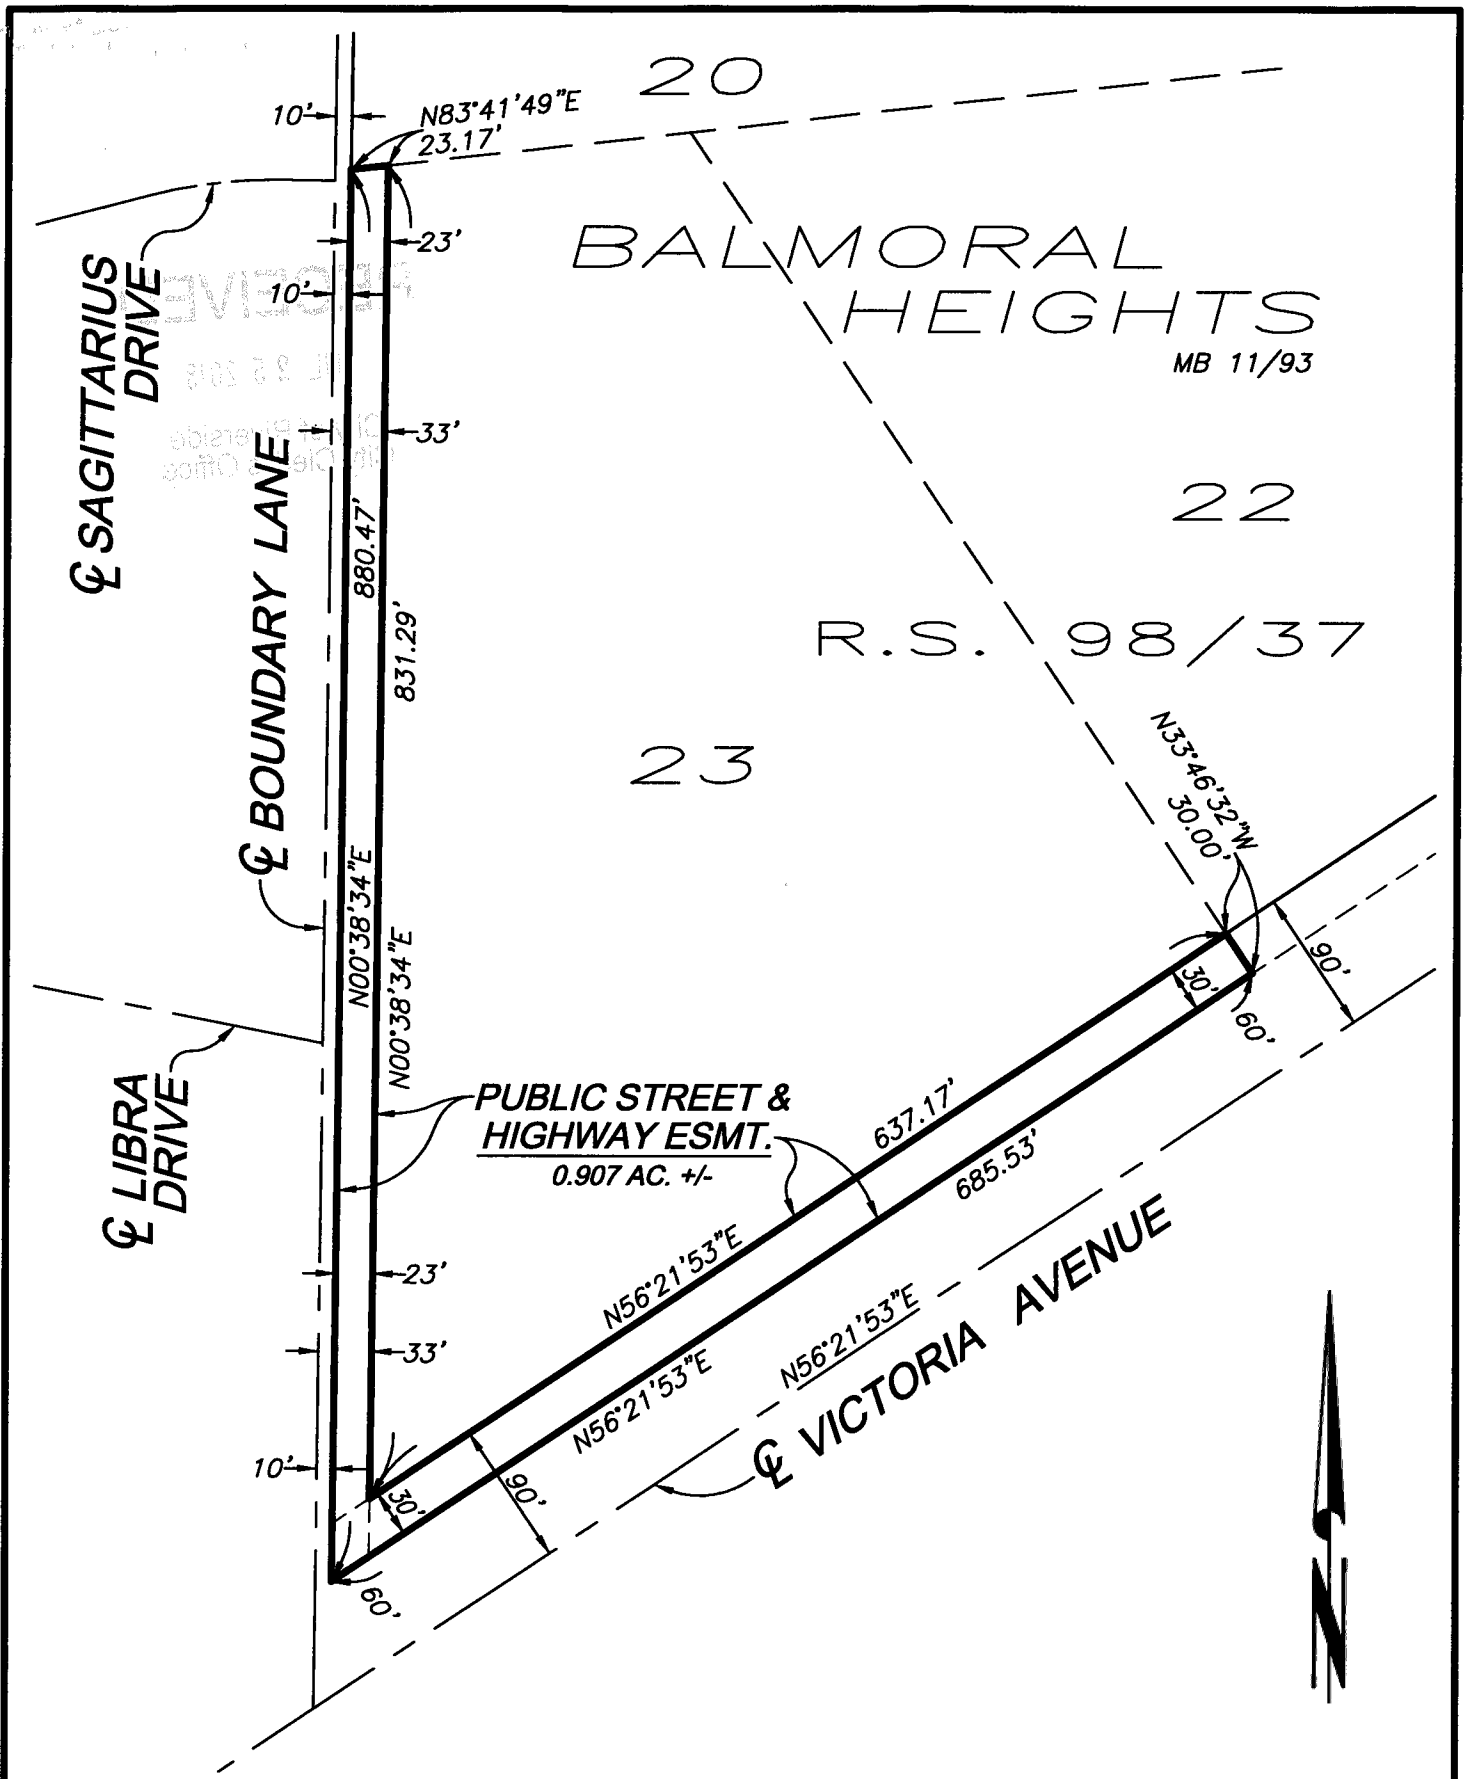 20
10'
N83°41'49"E
23.17'
BALMORAL
HEIGHTS
MB 11/93
23'
10'
33'
℄ SAGITTARIUS
DRIVE
℄ BOUNDARY LANE
880.47'
831.29'
22
R.S. 98/37
23
N33°46'32"W
30.00'
N00°38'34"E
N00°38'34"E
30'
60'
90'
℄ LIBRA
DRIVE
PUBLIC STREET &
HIGHWAY ESMT.
0.907 AC. +/-
637.17'
685.53'
N56°21'53"E
N56°21'53"E
N56°21'53"E
℄ VICTORIA AVENUE
23'
33'
10'
30'
90'
60'
N